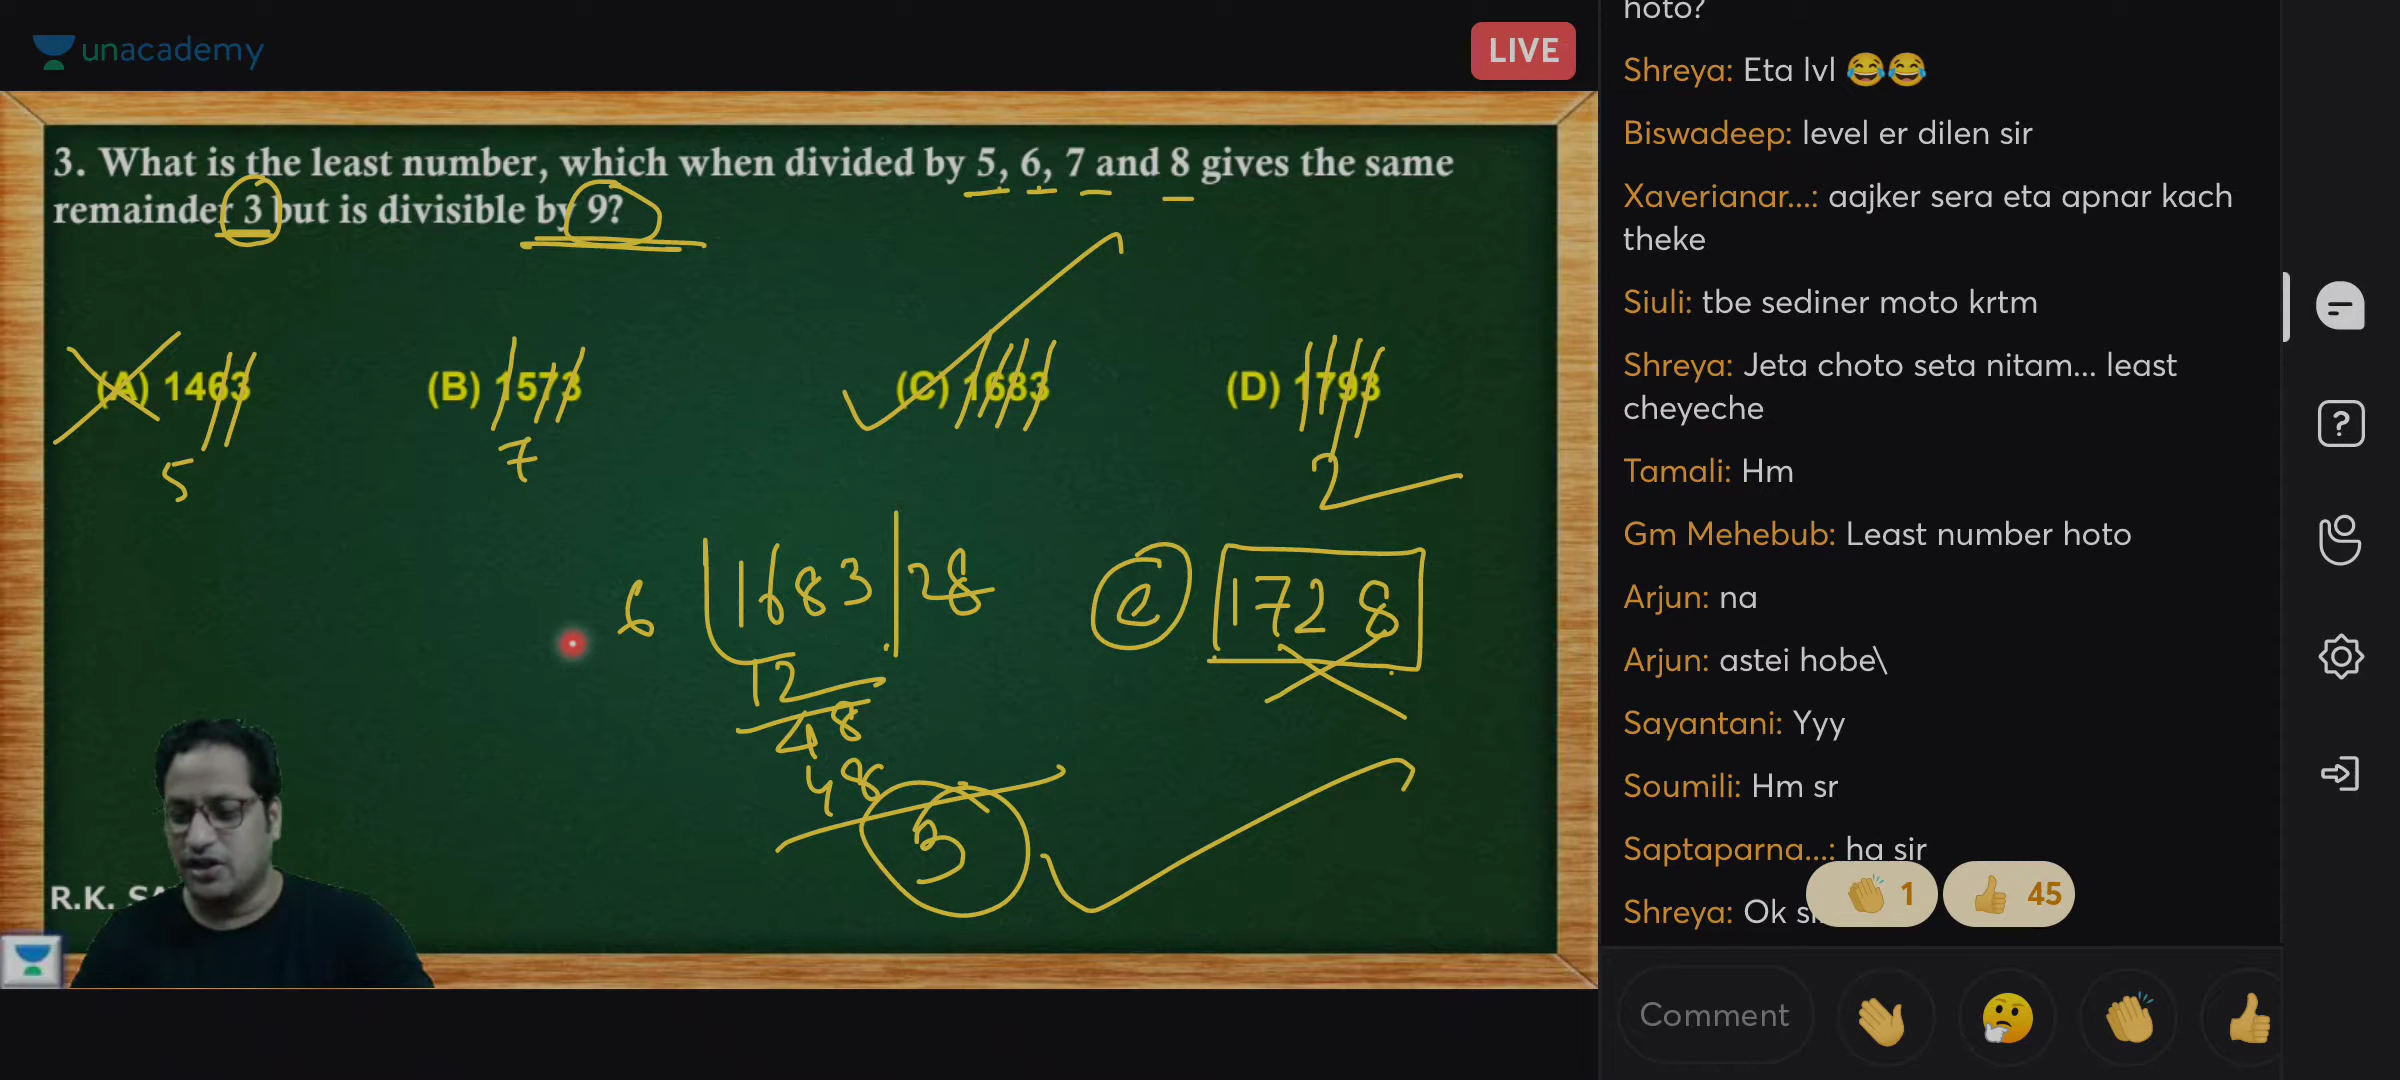 unacademy
LIVE
3. What is the least number, which when divided by 5, 6, 7 and 8 gives the same
remainder 3 but is divisible by 9?
(A) 1463
(B) 1573
(C) 1683
(D) 1793
5
7
2
6
1683
28
e
1728
12
48
48
3
R.K.
hoto?
Shreya: Eta lvl 😂😂
Biswadeep: level er dilen sir
Xaverianar...: aajker sera eta apnar kach
theke
Siuli: tbe sediner moto krtm
Shreya: Jeta choto seta nitam... least
cheyeche
Tamali: Hm
Gm Mehebub: Least number hoto
Arjun: na
Arjun: astei hobe\
Sayantani: Yyy
Soumili: Hm sr
Saptaparna...: ha sir
Shreya: Ok
👏 1
👍 45
Comment